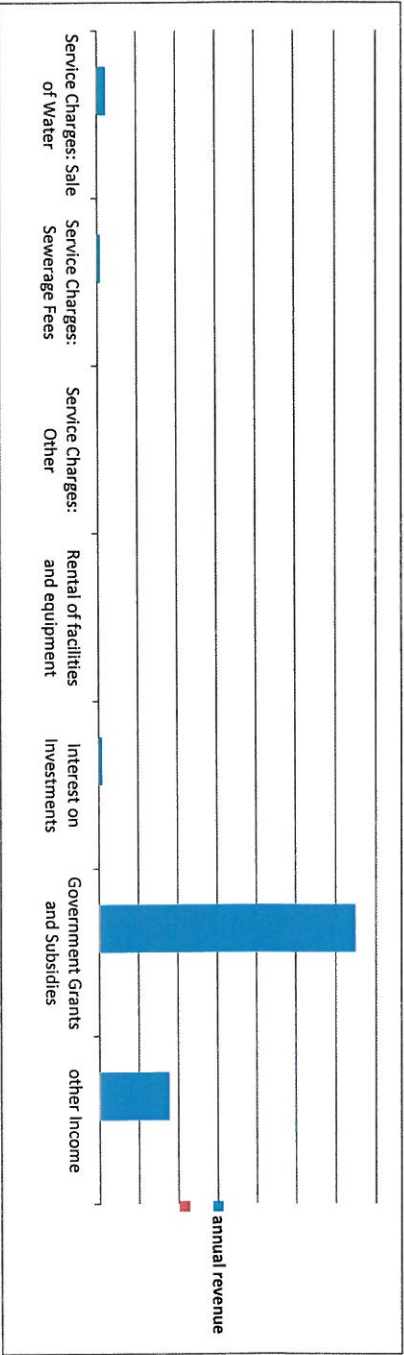 Service Charges: Sale
of Water
Service Charges:
Sewerage Fees
Service Charges:
Other
Rental of facilities
and equipment
Interest on
Investments
Government Grants
and Subsidies
other Income
annual revenue